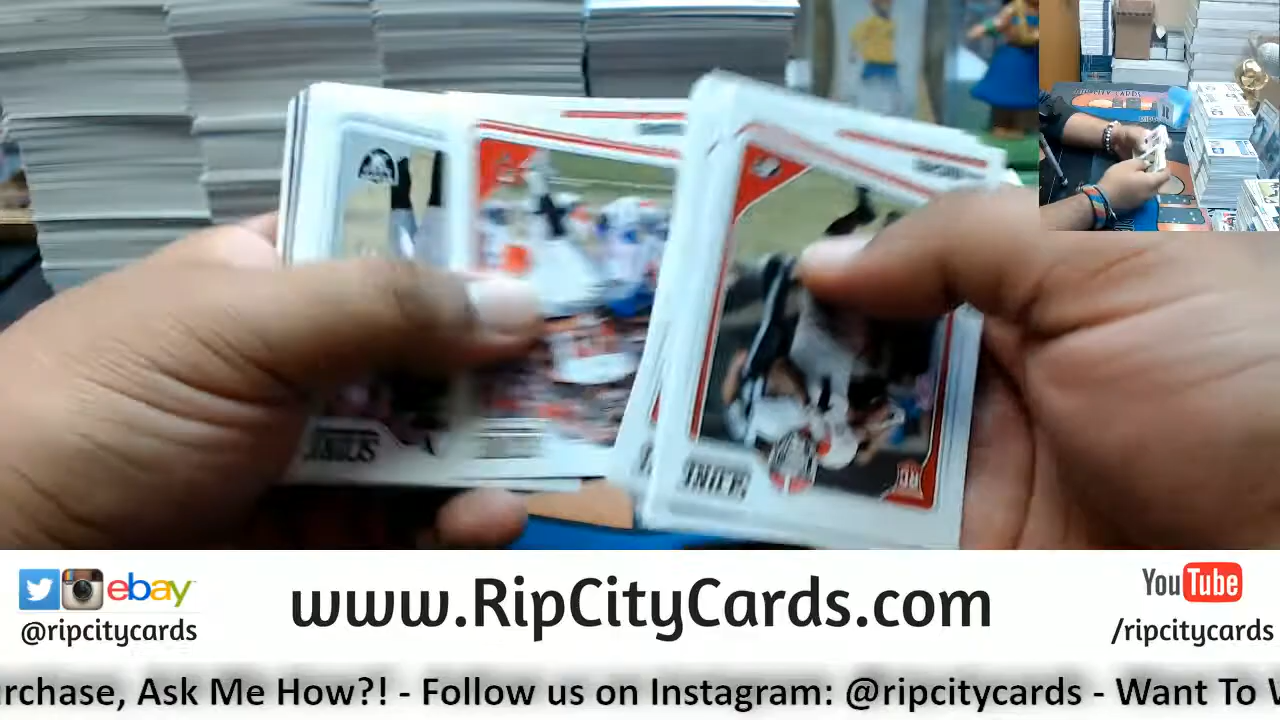 ebay
@ripcitycards
www.RipCityCards.com
YouTube
/ripcitycards
rchase, Ask Me How?! - Follow us on Instagram: @ripcitycards - Want To